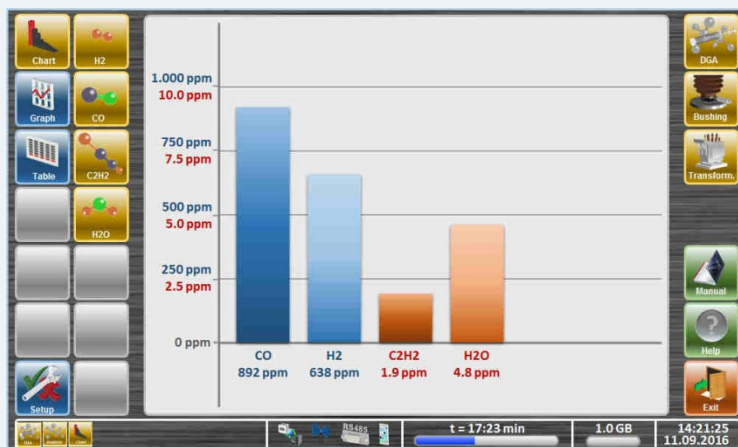 Chart
H2
Graph
CO
Table
C2H2
H2O
Setup
1.000 ppm
10.0 ppm
750 ppm
7.5 ppm
500 ppm
5.0 ppm
250 ppm
2.5 ppm
0 ppm
CO
H2
C2H2
H2O
892 ppm
638 ppm
1.9 ppm
4.8 ppm
DGA
Bushing
Transform.
Manual
?
Help
Exit
RS485
t = 17:23 min
1.0 GB
14:21:25
11.09.2016